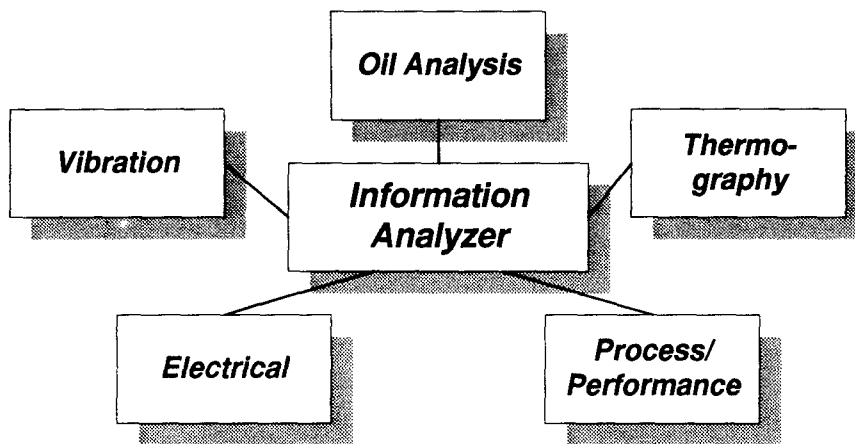 Oil Analysis
Vibration
Thermo-
graphy
Information
Analyzer
Electrical
Process/
Performance